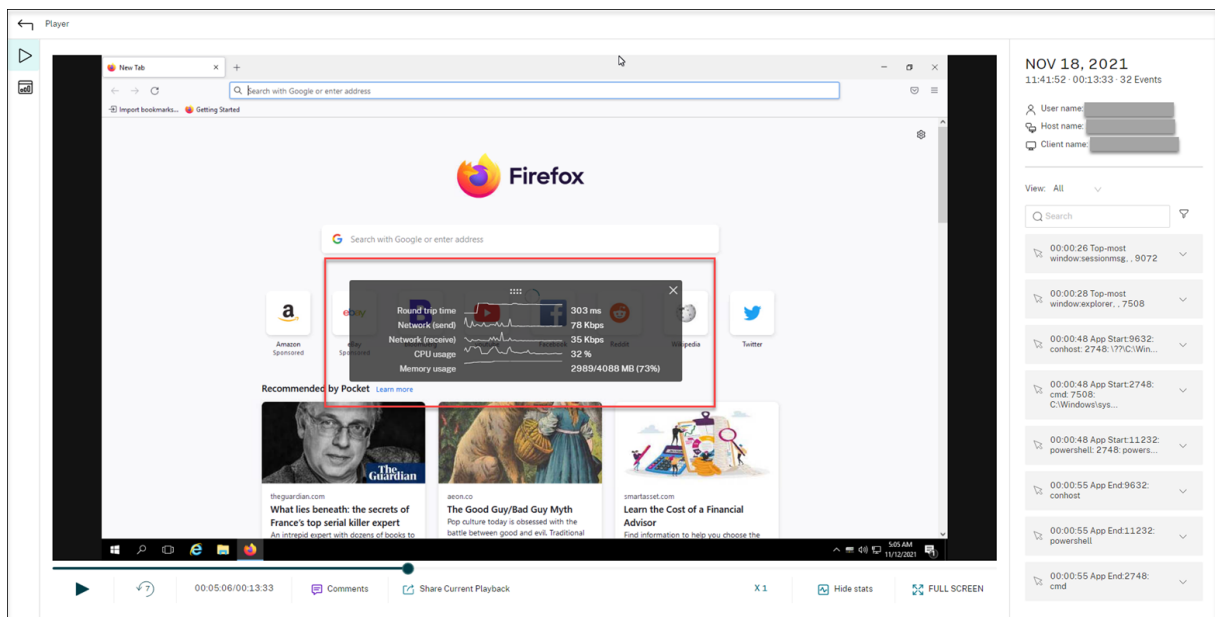 Player
New Tab
Search with Google or enter address
Import bookmarks... Getting Started
Firefox
Search with Google or enter address
Round trip time 303 ms
Network (send) 78 Kbps
Network (receive) 35 Kbps
CPU usage 32 %
Memory usage 2989/4088 MB (73%)
Amazon
Sponsored
eBay
Facebook
Reddit
Wikipedia
Twitter
Recommended by Pocket Learn more
The
Guardian
theguardian.com
What lies beneath: the secrets of
France's top serial killer expert
An intrepid expert with dozens of books to
aeon.co
The Good Guy/Bad Guy Myth
Pop culture today is obsessed with the
battle between good and evil. Traditional
smartasset.com
Learn the Cost of a Financial
Advisor
Find information to help you choose the
5:05 AM
11/12/2021
7
00:05:06/00:13:33
Comments
Share Current Playback
X 1
Hide stats
FULL SCREEN
NOV 18, 2021
11:41:52 · 00:13:33 · 32 Events
User name:
Host name:
Client name:
View: All
Search
00:00:26 Top-most
window:sessionmsg, , 9072
00:00:28 Top-most
window:explorer, , 7508
00:00:48 App Start:9632:
conhost: 2748: \??\C:\Win...
00:00:48 App Start:2748:
cmd: 7508:
C:\Windows\sys...
00:00:48 App Start:11232:
powershell: 2748: powers...
00:00:55 App End:9632:
conhost
00:00:55 App End:11232:
powershell
00:00:55 App End:2748:
cmd